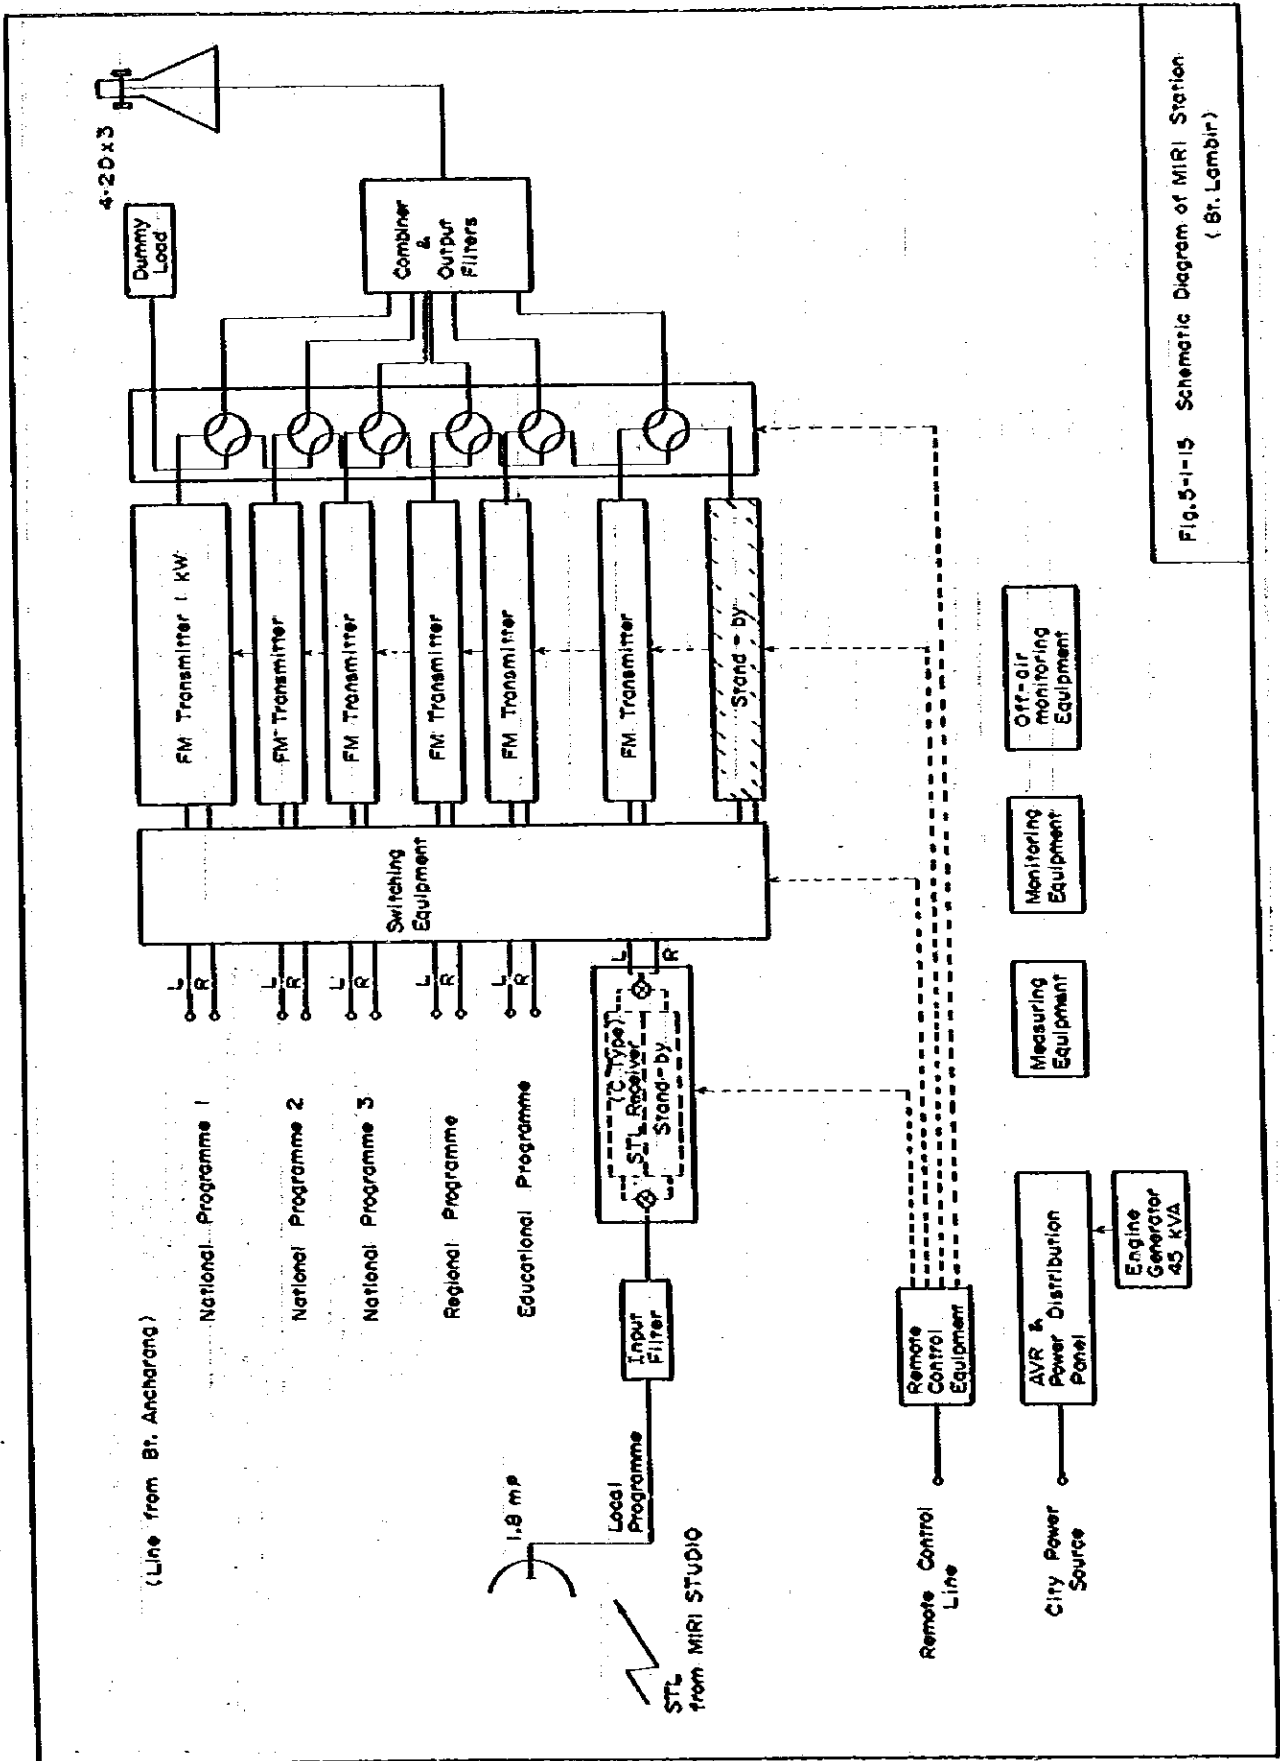 (Line from Bt. Ancharang)
National Programme 1
National Programme 2
National Programme 3
Regional Programme
Educational Programme
L
R
L
R
L
R
L
R
L
R
L
R
Switching
Equipment
FM Transmitter 1 kW
FM Transmitter
FM Transmitter
FM Transmitter
FM Transmitter
FM Transmitter
Stand-by
Dummy
Load
4-2D x 3
Combiner
&
Output
Filters
1.8 mø
STL
from MIRI STUDIO
Local
Programme
Input
Filter
(C Type)
STL Receiver
Stand-by
Remote Control
Line
Remote
Control
Equipment
City Power
Source
AVR &
Power Distribution
Panel
Engine
Generator
45 KVA
Measuring
Equipment
Monitoring
Equipment
Off-air
monitoring
Equipment
Fig.5-1-15 Schematic Diagram of MIRI Station
(Bt. Lambir)